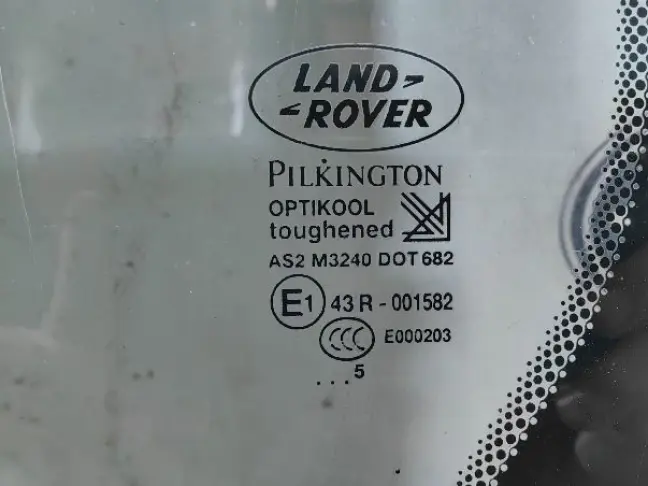 LAND
ROVER
PILKINGTON
OPTIKOOL
toughened
AS2 M3240 DOT 682
E1 43 R - 001582
CCC E000203
...5